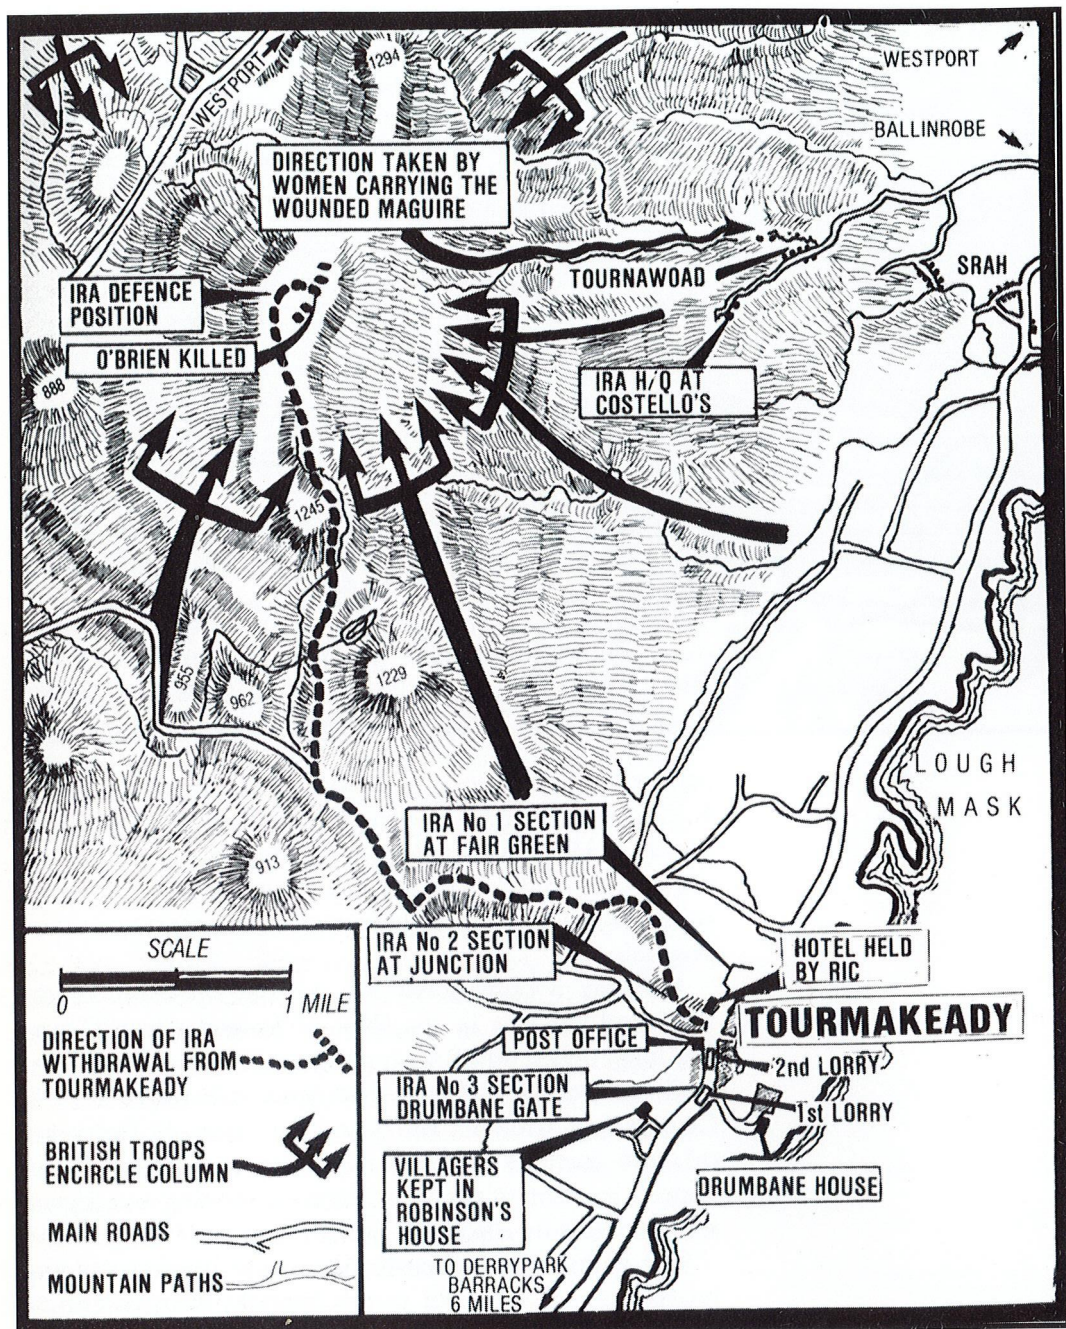 1294
WESTPORT
WESTPORT
BALLINROBE
DIRECTION TAKEN BY
WOMEN CARRYING THE
WOUNDED MAGUIRE
TOURNAWOAD
SRAH
IRA DEFENCE
POSITION
O'BRIEN KILLED
888
IRA H/Q AT
COSTELLO'S
1245
955
962
1229
LOUGH
MASK
913
IRA No 1 SECTION
AT FAIR GREEN
IRA No 2 SECTION
AT JUNCTION
HOTEL HELD
BY RIC
TOURMAKEADY
POST OFFICE
2nd LORRY
IRA No 3 SECTION
DRUMBANE GATE
1st LORRY
VILLAGERS
KEPT IN
ROBINSON'S
HOUSE
DRUMBANE HOUSE
TO DERRYPARK
BARRACKS
6 MILES
SCALE
0 1 MILE
DIRECTION OF IRA
WITHDRAWAL FROM
TOURMAKEADY
BRITISH TROOPS
ENCIRCLE COLUMN
MAIN ROADS
MOUNTAIN PATHS